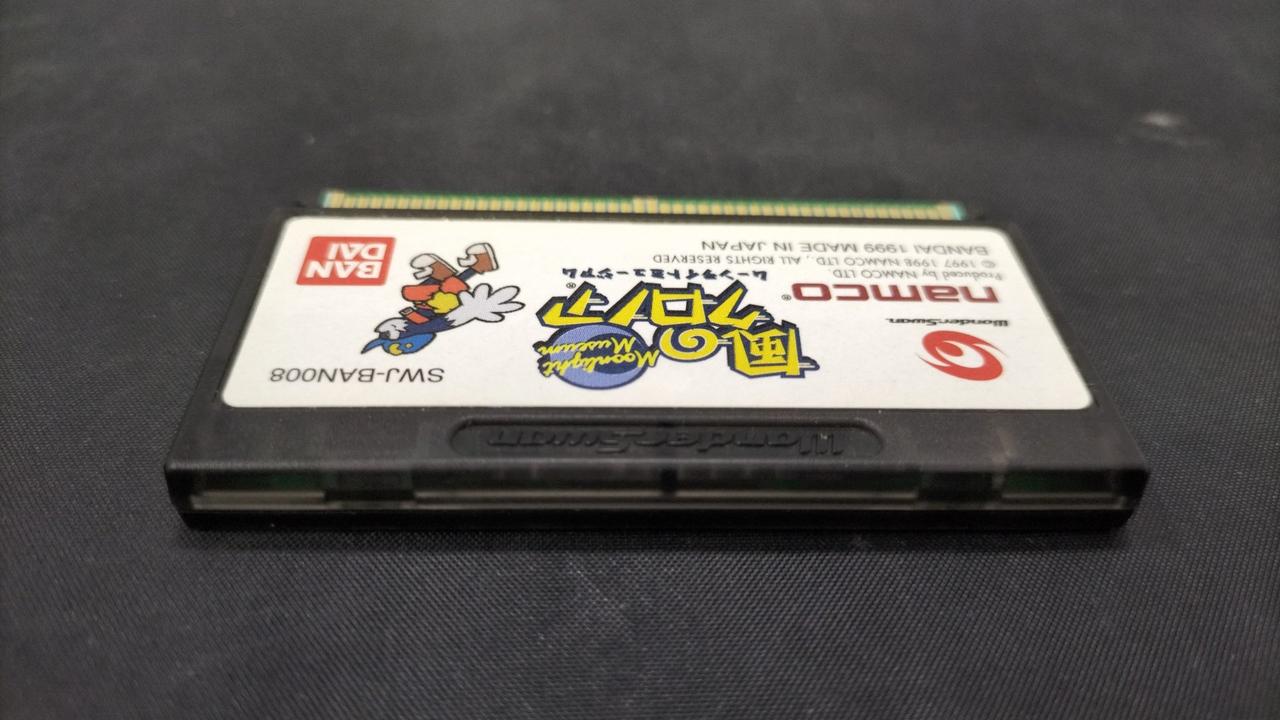 WonderSwan
SWJ-BAN008
WonderSwan
Moonlight
Museum
風の
クロノア®
ムーンライトミュージアム
namco®
Produced by NAMCO LTD.
© 1997 1998 NAMCO LTD., ALL RIGHTS RESERVED
BANDAI 1999 MADE IN JAPAN
BAN
DAI